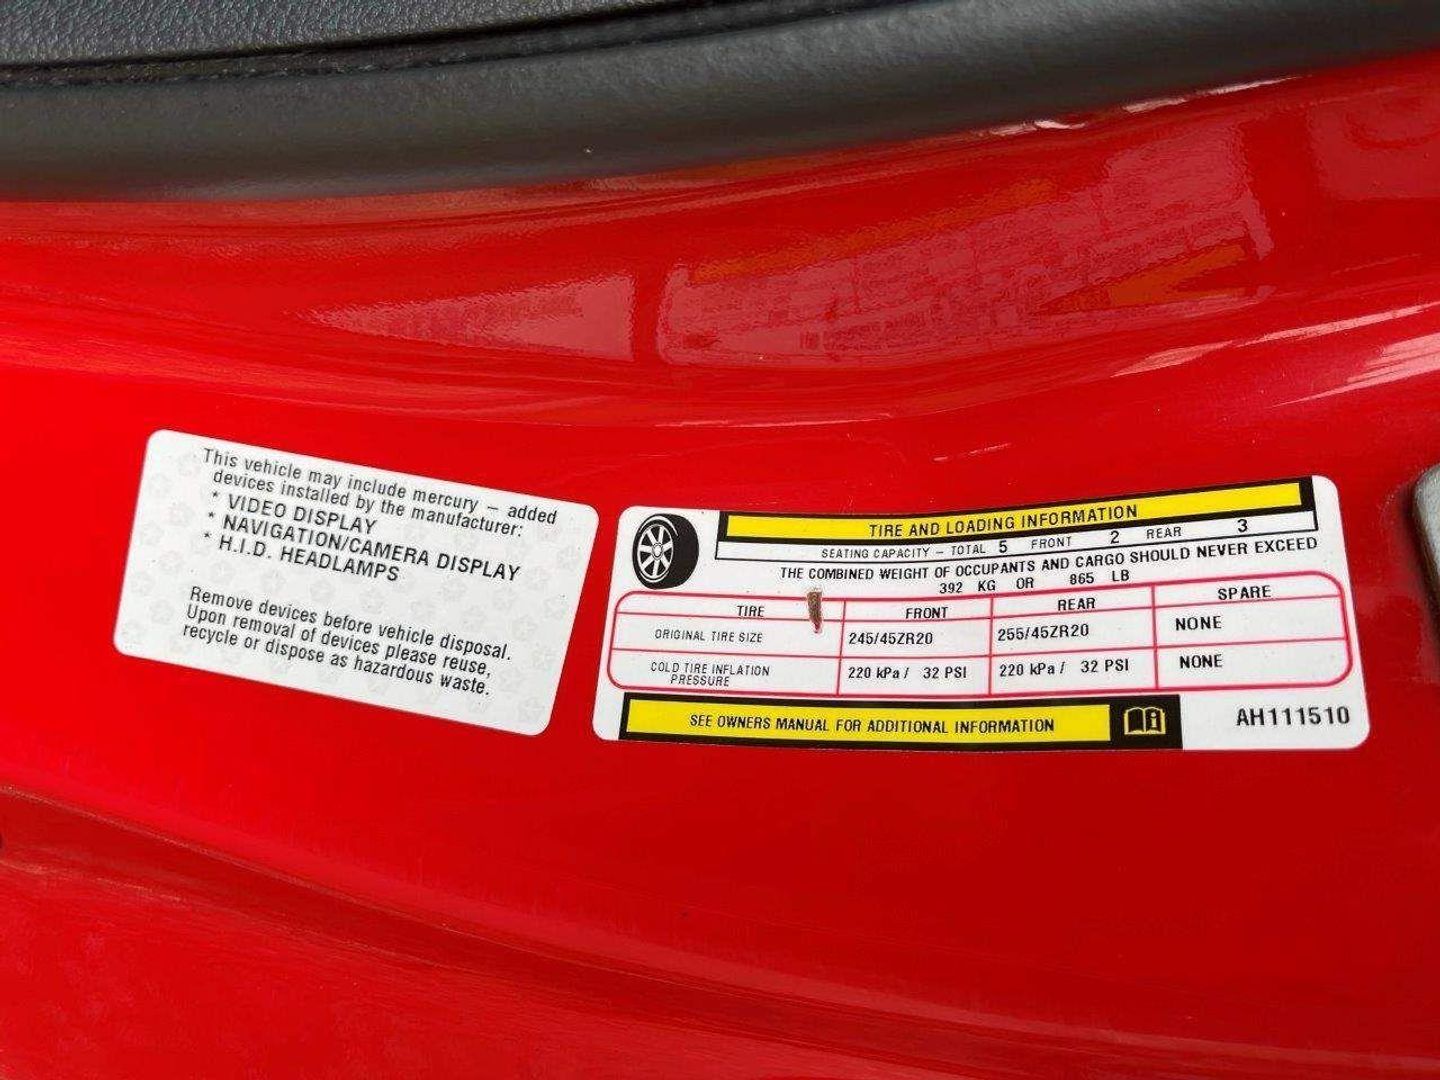 This vehicle may include mercury – added
devices installed by the manufacturer:
* VIDEO DISPLAY
* NAVIGATION/CAMERA DISPLAY
* H.I.D. HEADLAMPS
Remove devices before vehicle disposal.
Upon removal of devices please reuse,
recycle or dispose as hazardous waste.
TIRE AND LOADING INFORMATION
SEATING CAPACITY – TOTAL 5 FRONT 2 REAR 3
THE COMBINED WEIGHT OF OCCUPANTS AND CARGO SHOULD NEVER EXCEED
392 KG OR 865 LB
TIRE FRONT REAR SPARE
ORIGINAL TIRE SIZE 245/45ZR20 255/45ZR20 NONE
COLD TIRE INFLATION
PRESSURE 220 kPa / 32 PSI 220 kPa / 32 PSI NONE
SEE OWNERS MANUAL FOR ADDITIONAL INFORMATION
AH111510